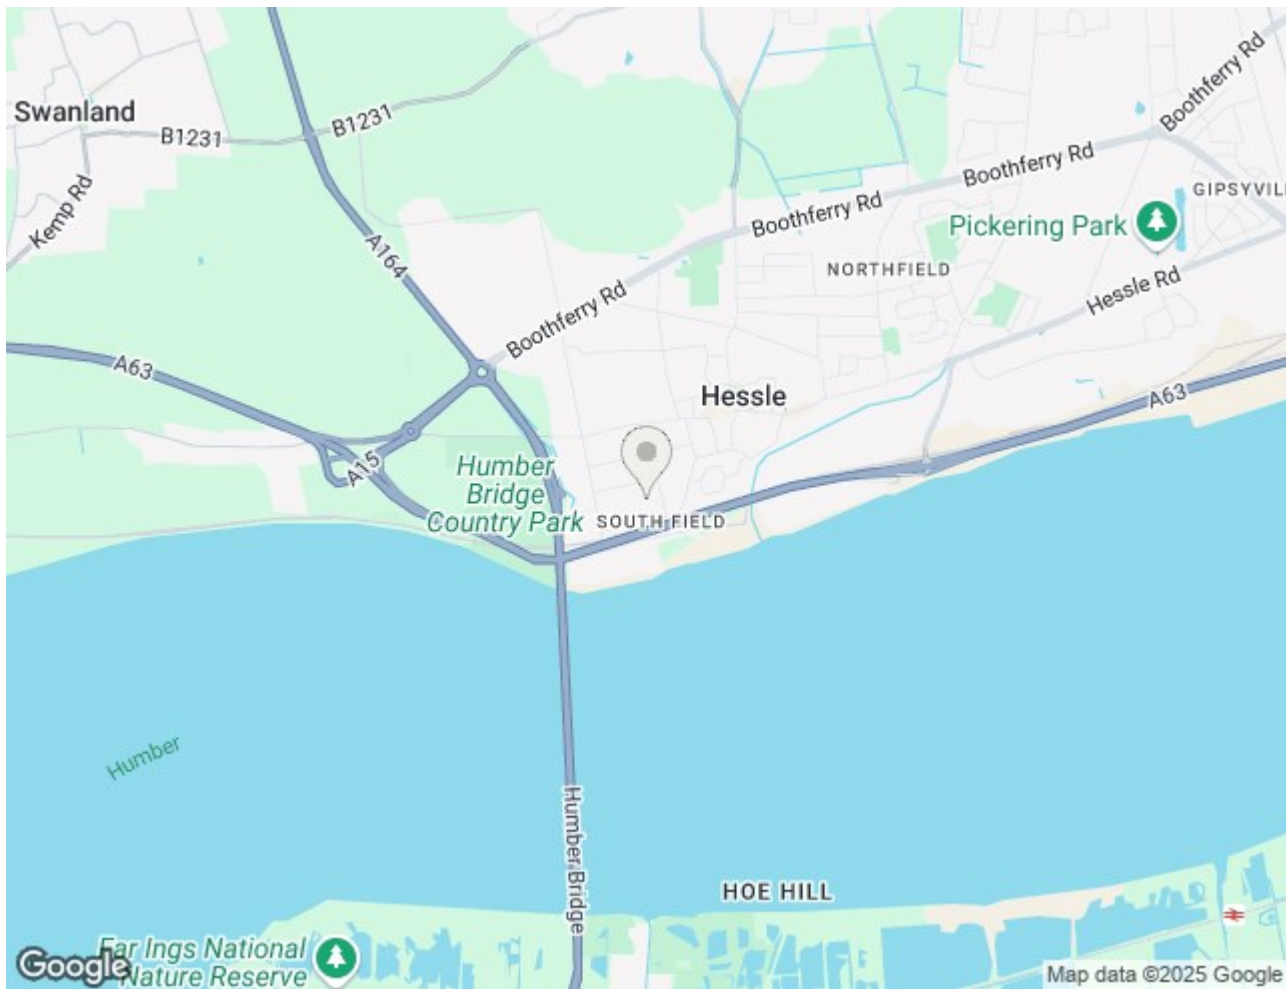 Swanland
B1231
B1231
Boothferry Rd
Boothferry Rd
Boothferry Rd
GIPSYVILL
Kemp Rd
Pickering Park
A164
NORTHFIELD
Hessle Rd
Boothferry Rd
A63
Hessle
A63
A15
Humber
Bridge
Country Park
SOUTH FIELD
Humber
Humber Bridge
HOE HILL
Far Ings National
Nature Reserve
Google
Map data ©2025 Google